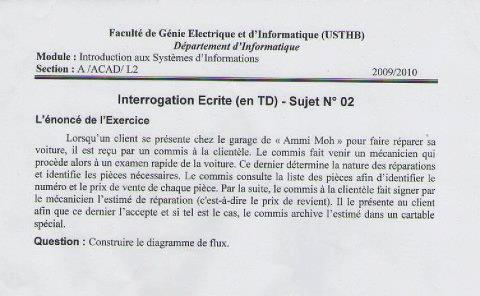 Faculté de Génie Electrique et d'Informatique (USTHB)
Département d'Informatique
Module : Introduction aux Systèmes d'Informations
Section : A /ACAD/ L2 2009/2010
Interrogation Ecrite (en TD) - Sujet N° 02
L'énoncé de l'Exercice
Lorsqu'un client se présente chez le garage de « Ammi Moh » pour faire réparer sa
voiture, il est reçu par un commis à la clientèle. Le commis fait venir un mécanicien qui
procède alors à un examen rapide de la voiture. Ce dernier détermine la nature des réparations
et identifie les pièces nécessaires. Le commis consulte la liste des pièces afin d'identifier le
numéro et le prix de vente de chaque pièce. Par la suite, le commis à la clientèle fait signer par
le mécanicien l'estimé de réparation (c'est-à-dire le prix de revient). Il le présente au client
afin que ce dernier l'accepte et si tel est le cas, le commis archive l'estimé dans un cartable
spécial.
Question : Construire le diagramme de flux.